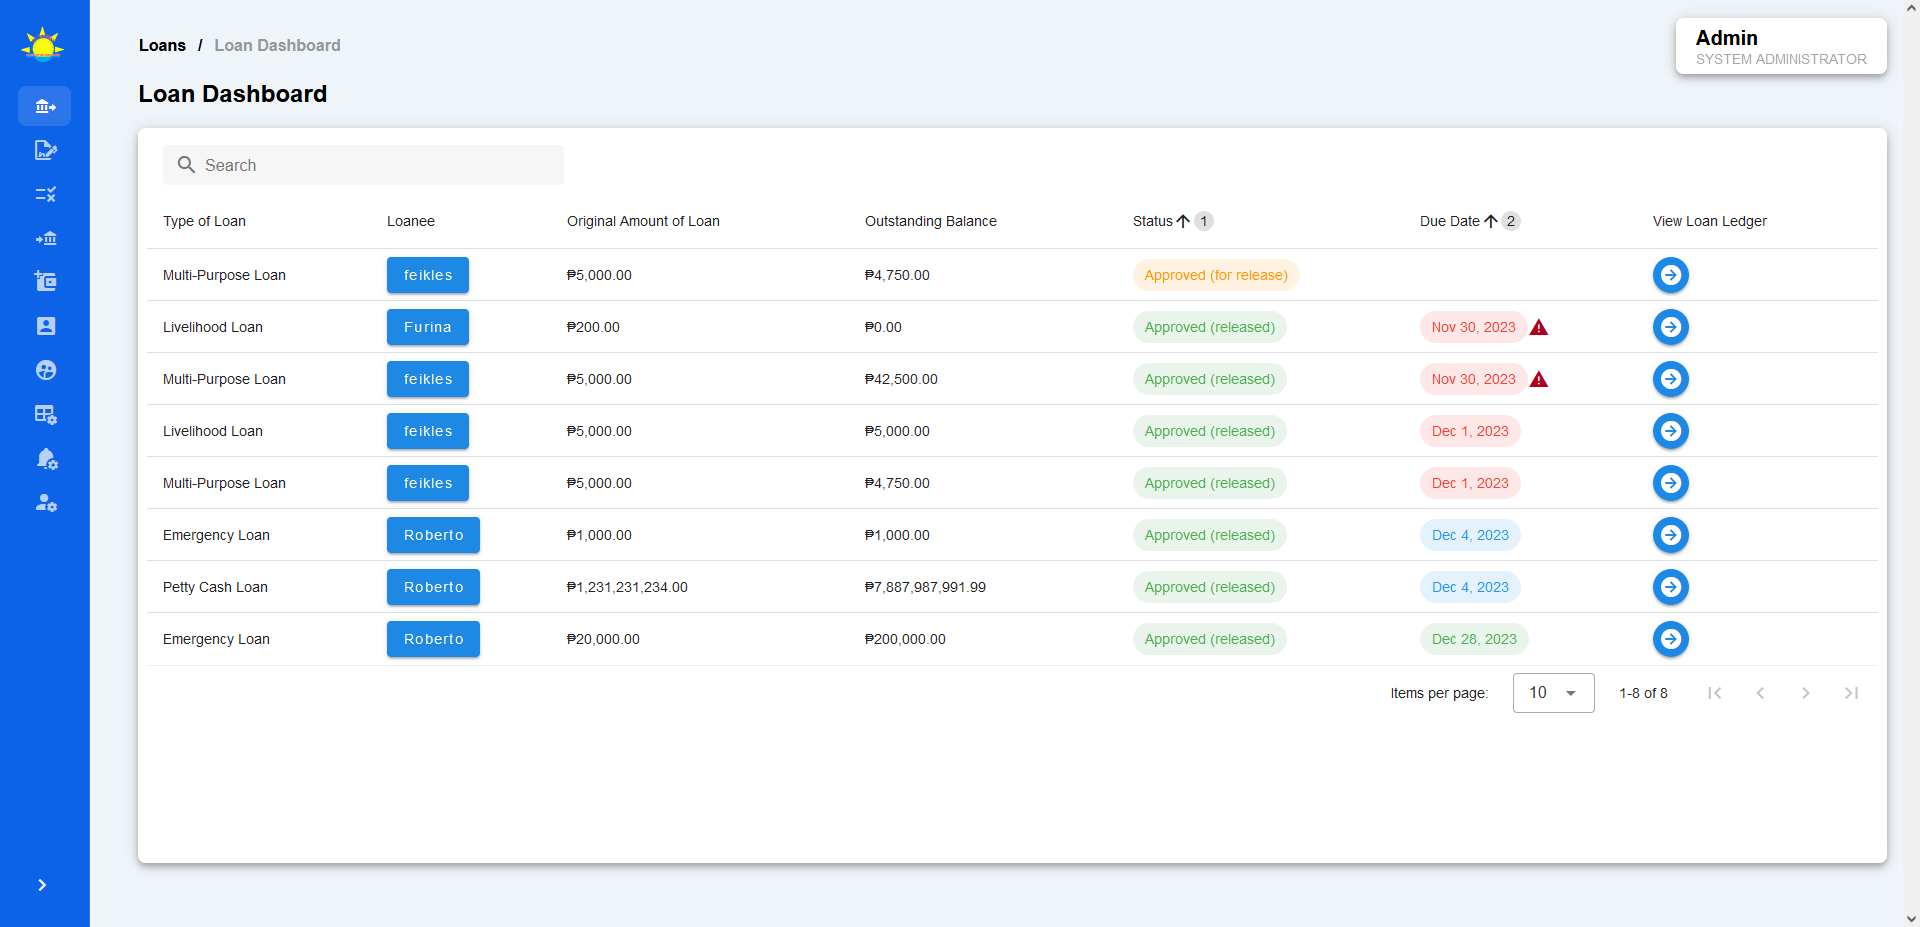 Loans / Loan Dashboard
Admin
SYSTEM ADMINISTRATOR
Loan Dashboard
Search
Type of Loan Loanee Original Amount of Loan Outstanding Balance Status 1 Due Date 2 View Loan Ledger
Multi-Purpose Loan feikles ₱5,000.00 ₱4,750.00 Approved (for release)
Livelihood Loan Furina ₱200.00 ₱0.00 Approved (released) Nov 30, 2023
Multi-Purpose Loan feikles ₱5,000.00 ₱42,500.00 Approved (released) Nov 30, 2023
Livelihood Loan feikles ₱5,000.00 ₱5,000.00 Approved (released) Dec 1, 2023
Multi-Purpose Loan feikles ₱5,000.00 ₱4,750.00 Approved (released) Dec 1, 2023
Emergency Loan Roberto ₱1,000.00 ₱1,000.00 Approved (released) Dec 4, 2023
Petty Cash Loan Roberto ₱1,231,231,234.00 ₱7,887,987,991.99 Approved (released) Dec 4, 2023
Emergency Loan Roberto ₱20,000.00 ₱200,000.00 Approved (released) Dec 28, 2023
Items per page: 10 1-8 of 8